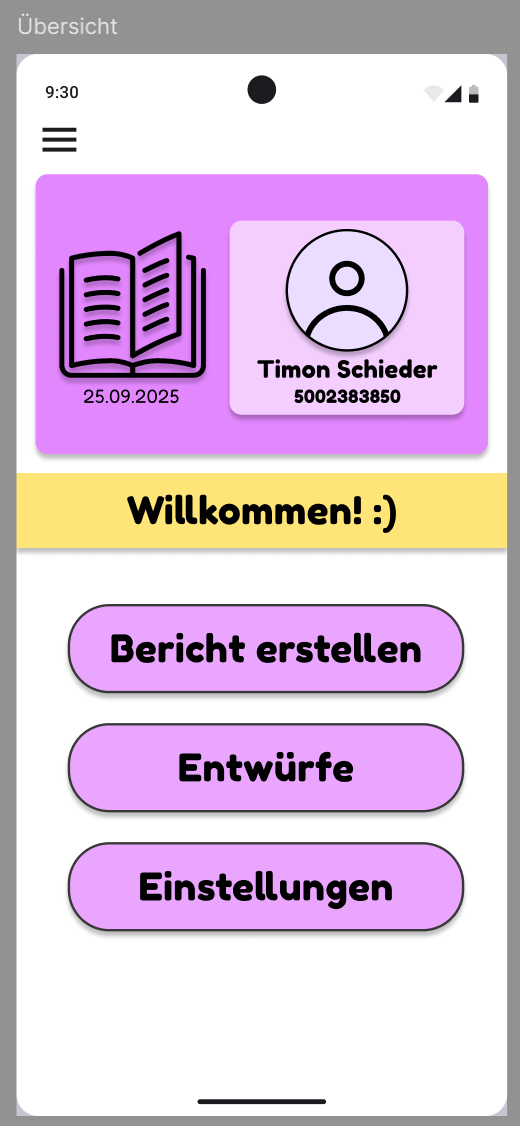 Übersicht
9:30
25.09.2025
Timon Schieder
5002383850
Willkommen! :)
Bericht erstellen
Entwürfe
Einstellungen